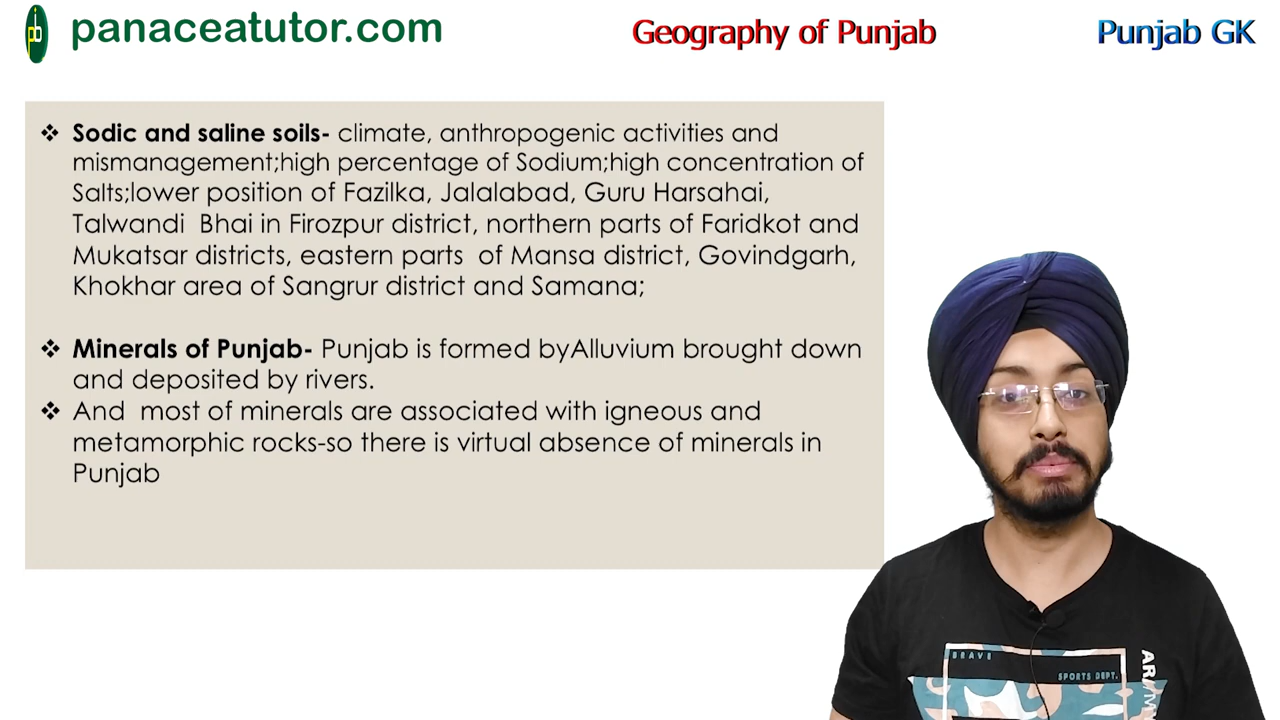 panaceatutor.com
Geography of Punjab
Punjab GK
❖ Sodic and saline soils- climate, anthropogenic activities and
mismanagement;high percentage of Sodium;high concentration of
Salts;lower position of Fazilka, Jalalabad, Guru Harsahai,
Talwandi Bhai in Firozpur district, northern parts of Faridkot and
Mukatsar districts, eastern parts of Mansa district, Govindgarh,
Khokhar area of Sangrur district and Samana;
❖ Minerals of Punjab- Punjab is formed byAlluvium brought down
and deposited by rivers.
❖ And most of minerals are associated with igneous and
metamorphic rocks-so there is virtual absence of minerals in
Punjab
BRAVE
SPORTS DEPT.